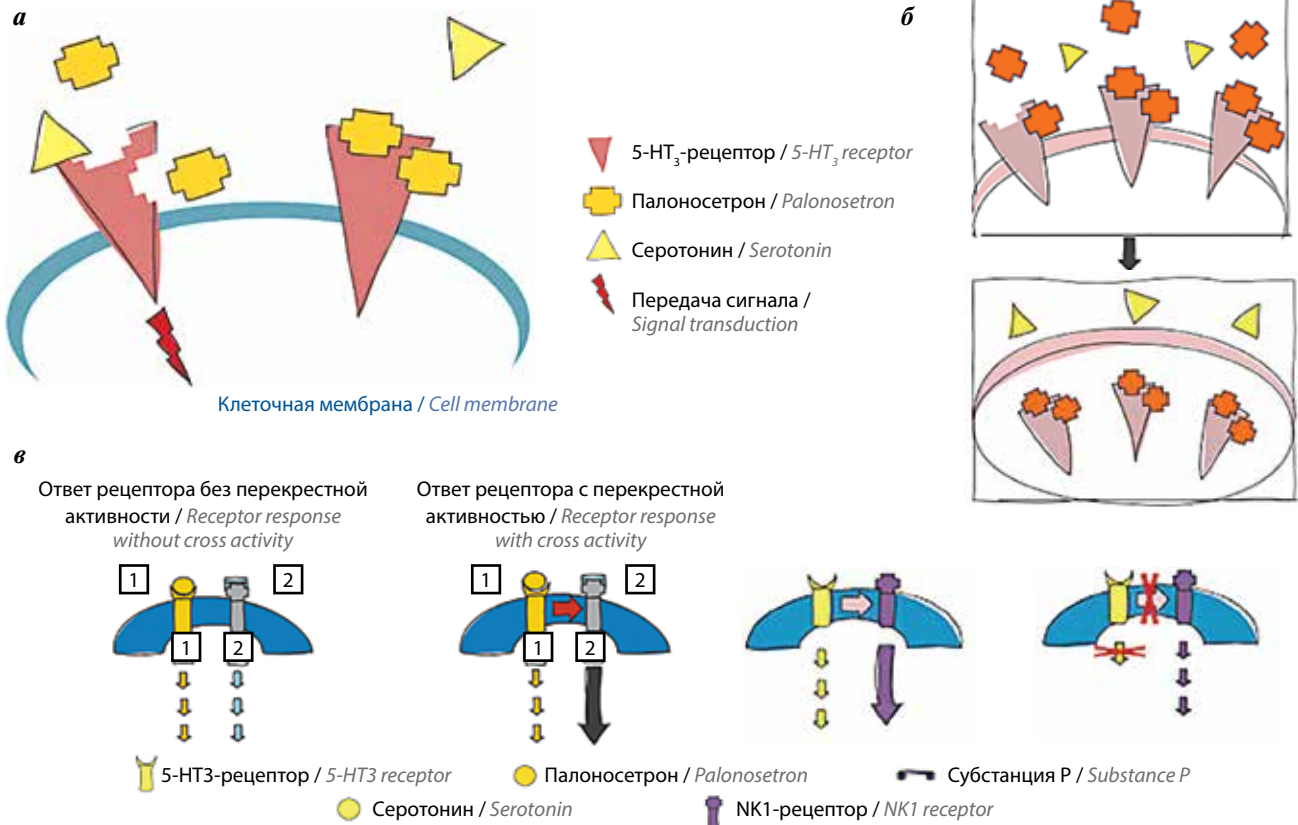 а
б
5-НТ3-рецептор / 5-HT3 receptor
Палоносетрон / Palonosetron
Серотонин / Serotonin
Передача сигнала /
Signal transduction
Клеточная мембрана / Cell membrane
в
Ответ рецептора без перекрестной
активности / Receptor response
without cross activity
Ответ рецептора с перекрестной
активностью / Receptor response
with cross activity
1
2
1
2
1
2
1
2
5-НТ3-рецептор / 5-HT3 receptor
Палоносетрон / Palonosetron
Субстанция Р / Substance P
Серотонин / Serotonin
NK1-рецептор / NK1 receptor